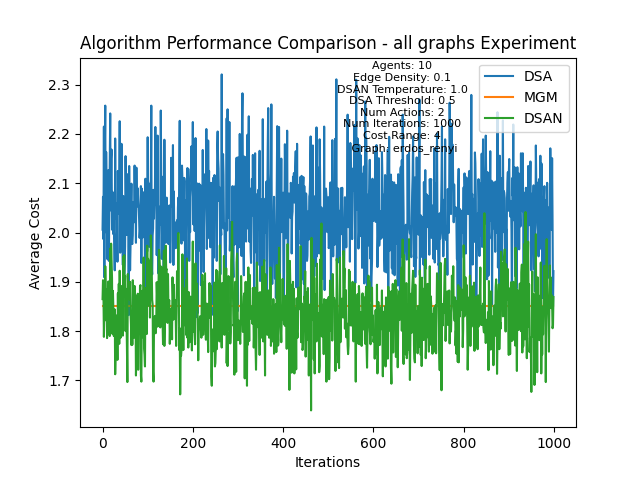 Algorithm Performance Comparison - all graphs Experiment
Agents: 10
Edge Density: 0.1
DSAN Temperature: 1.0
DSA Threshold: 0.5
Num Actions: 2
Num Iterations: 1000
Cost Range: 4
Graph: erdos_renyi
DSA
MGM
DSAN
2.3
2.2
2.1
2.0
1.9
1.8
1.7
Average Cost
0 200 400 600 800 1000
Iterations